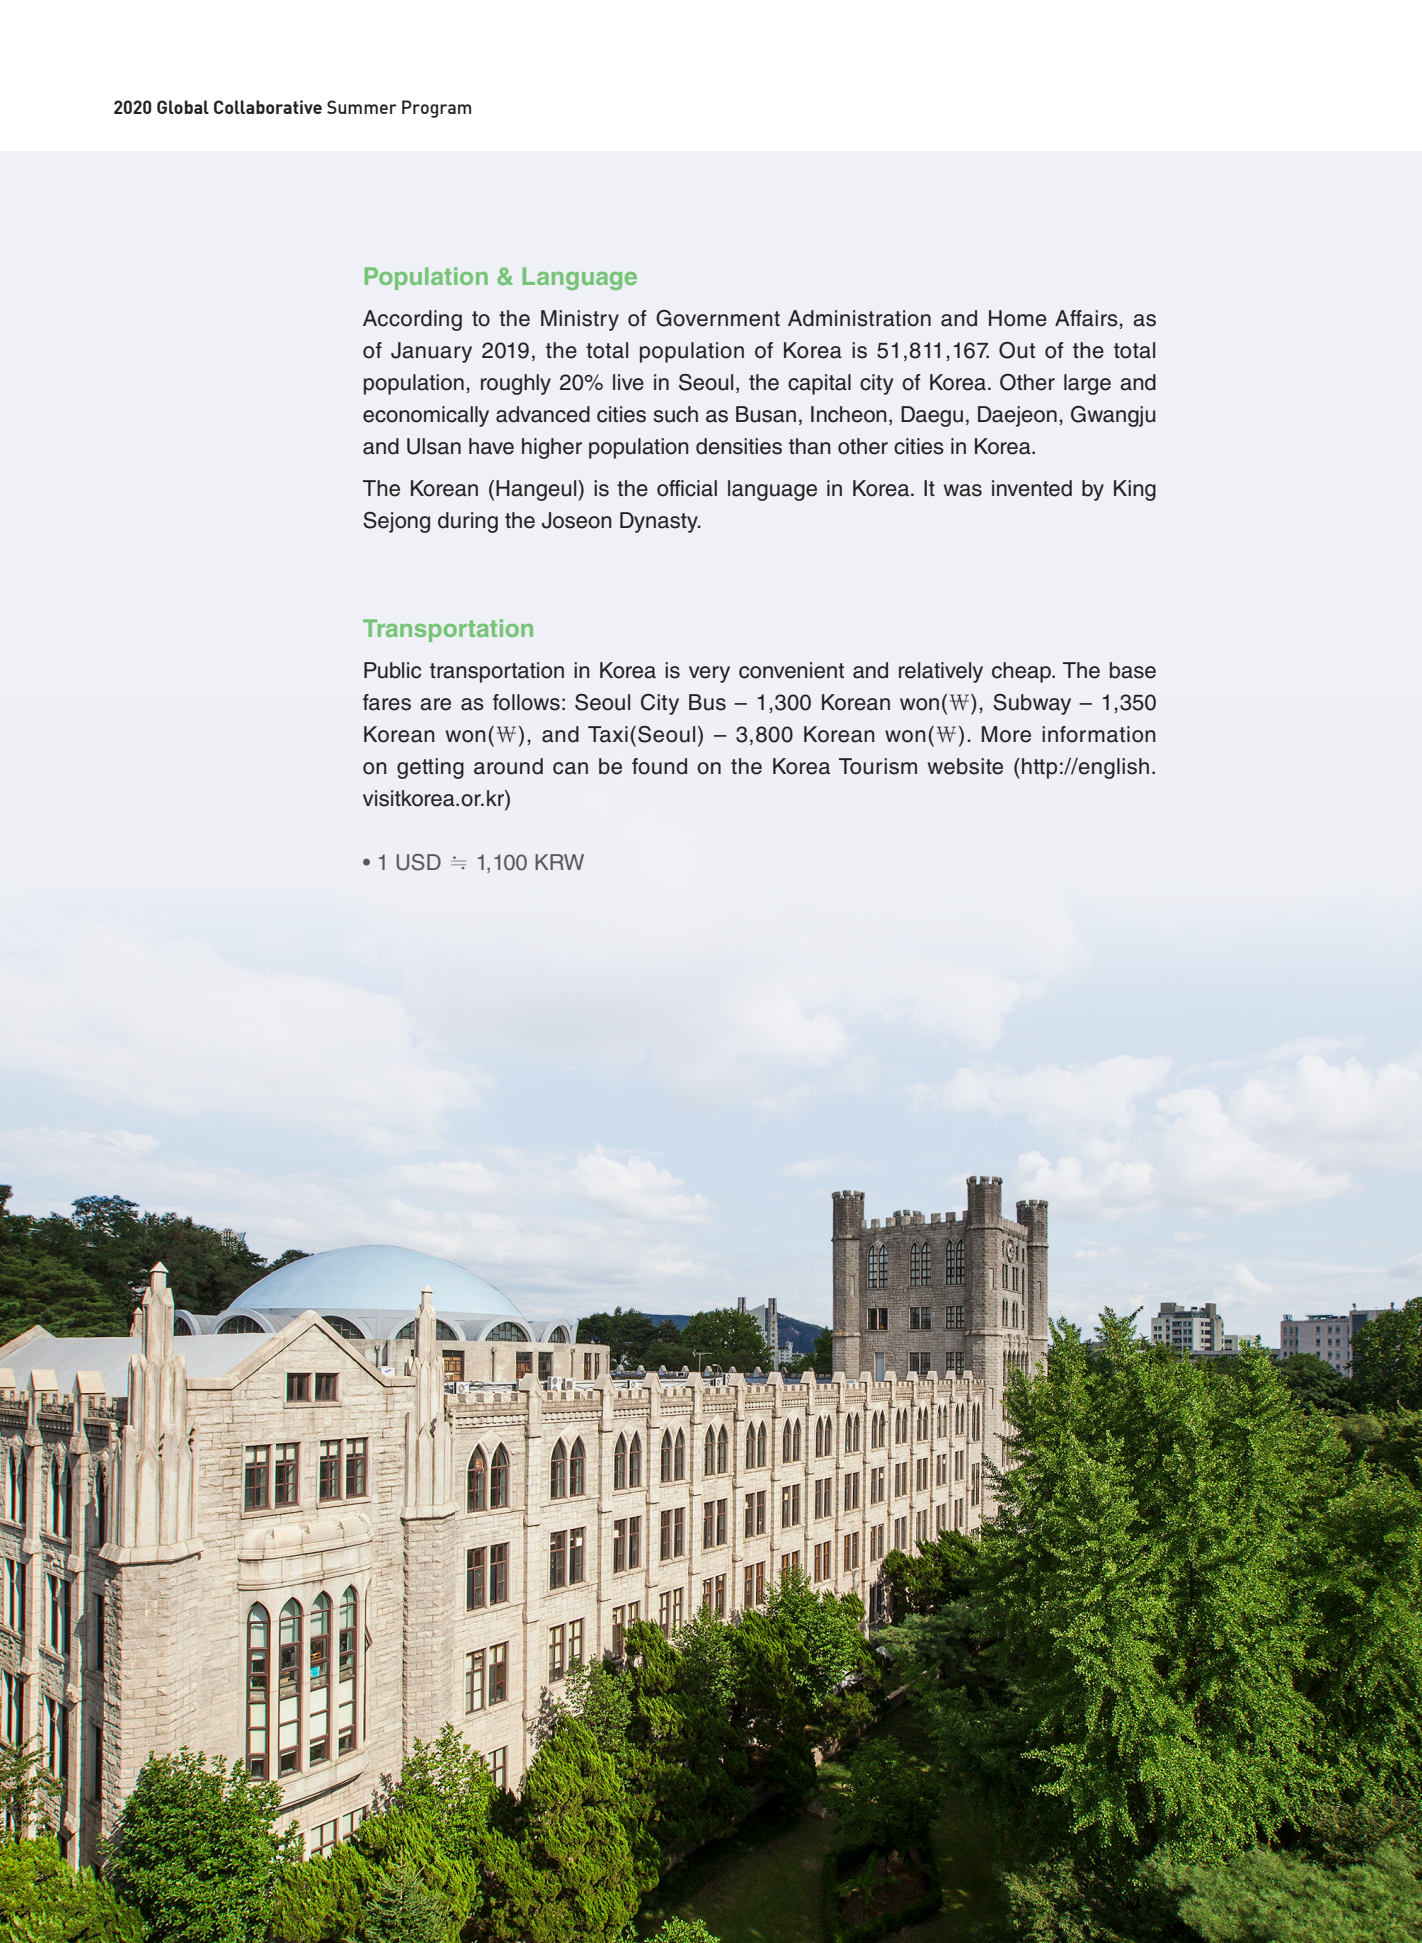 2020 Global Collaborative Summer Program
Population & Language
According to the Ministry of Government Administration and Home Affairs, as
of January 2019, the total population of Korea is 51,811,167. Out of the total
population, roughly 20% live in Seoul, the capital city of Korea. Other large and
economically advanced cities such as Busan, Incheon, Daegu, Daejeon, Gwangju
and Ulsan have higher population densities than other cities in Korea.
The Korean (Hangeul) is the official language in Korea. It was invented by King
Sejong during the Joseon Dynasty.
Transportation
Public transportation in Korea is very convenient and relatively cheap. The base
fares are as follows: Seoul City Bus – 1,300 Korean won(₩), Subway – 1,350
Korean won(₩), and Taxi(Seoul) – 3,800 Korean won(₩). More information
on getting around can be found on the Korea Tourism website (http://english.
visitkorea.or.kr)
• 1 USD ≒ 1,100 KRW